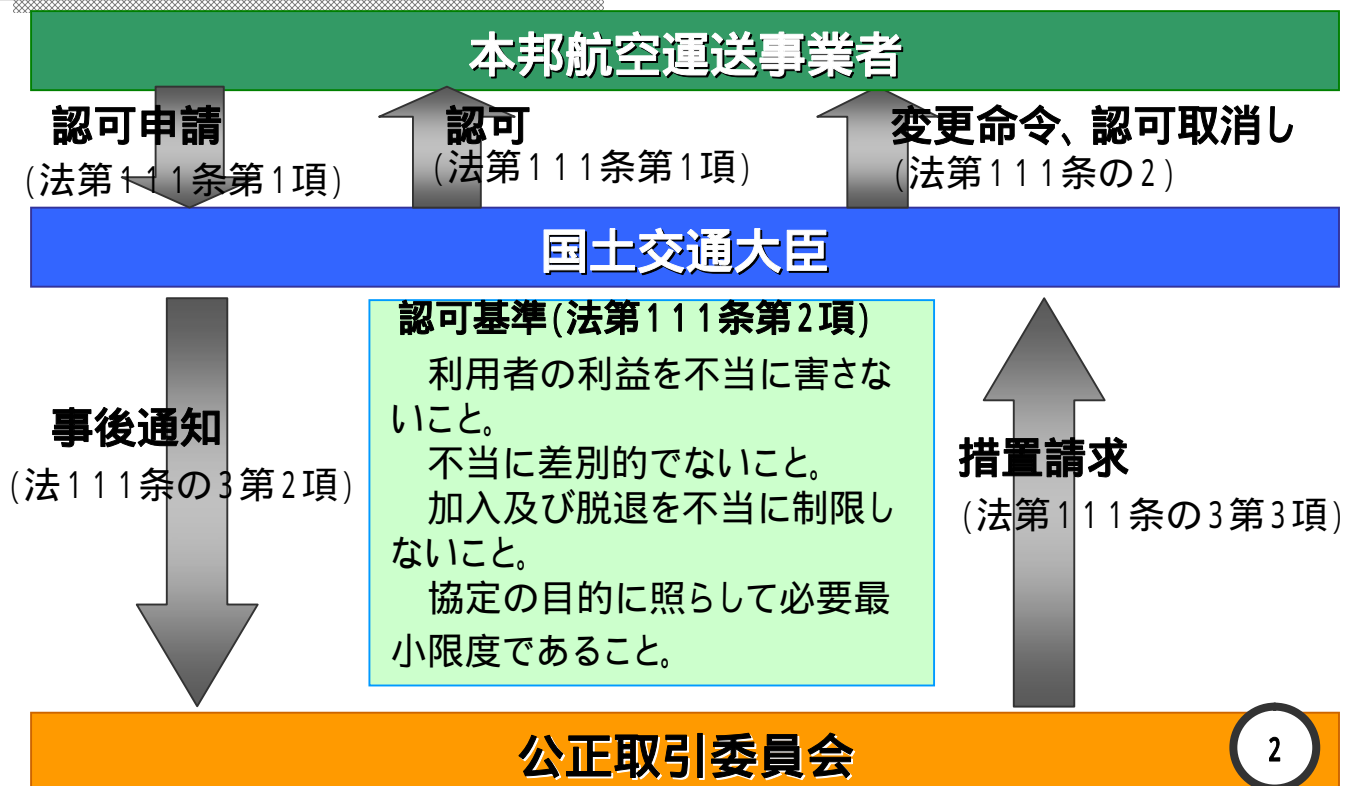 本邦航空運送事業者
認可申請
(法第111条第1項)
認可
(法第111条第1項)
変更命令、認可取消し
(法第111条の2)
国土交通大臣
事後通知
(法111条の3第2項)
認可基準(法第111条第2項)
利用者の利益を不当に害さな
いこと。
不当に差別的でないこと。
加入及び脱退を不当に制限し
ないこと。
協定の目的に照らして必要最
小限度であること。
措置請求
(法第111条の3第3項)
公正取引委員会
2